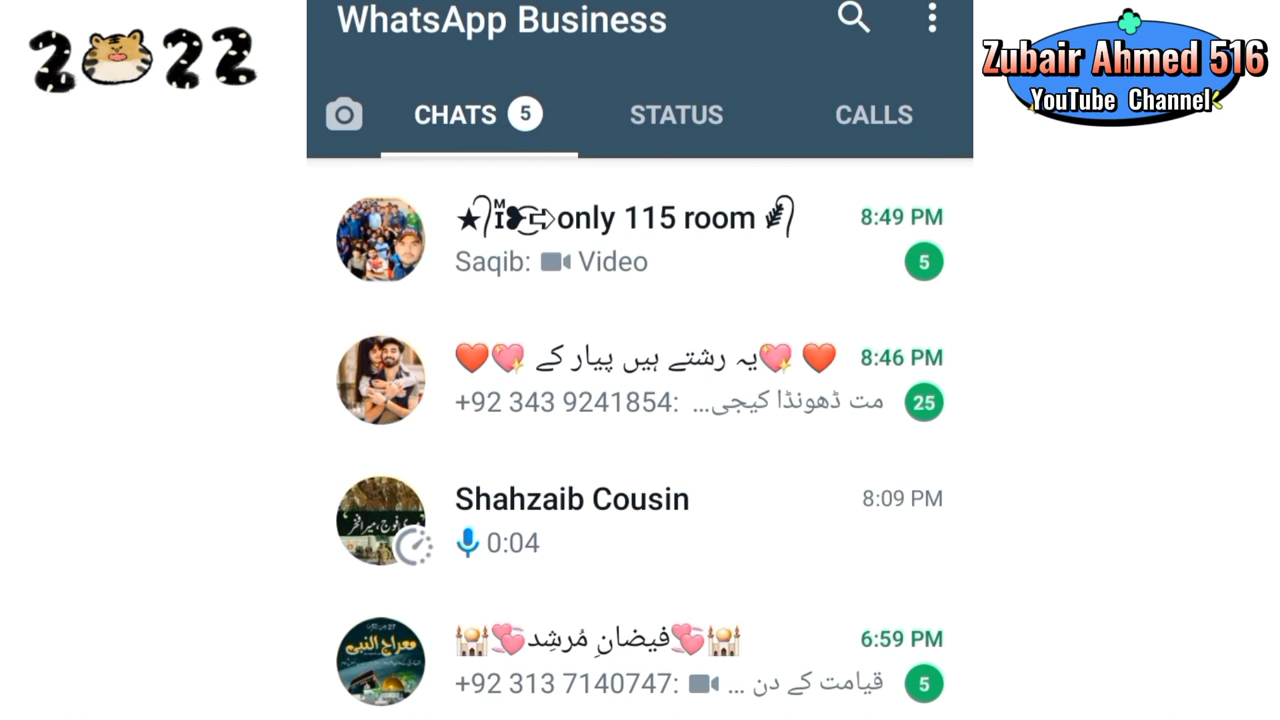 2022
WhatsApp Business
Zubair Ahmed 516
YouTube Channel
CHATS 5
STATUS
CALLS
only 115 room
8:49 PM
Saqib: Video
5
❤️💖یہ رشتے ہیں پیار کے💖 ❤️
8:46 PM
+92 343 9241854: مت ڈھونڈا کیجی...
25
Shahzaib Cousin
8:09 PM
0:04
🕌💞فیضانِ مُرشِد💞🕌
6:59 PM
+92 313 7140747: قیامت کے دن ...
5
معراج النبی